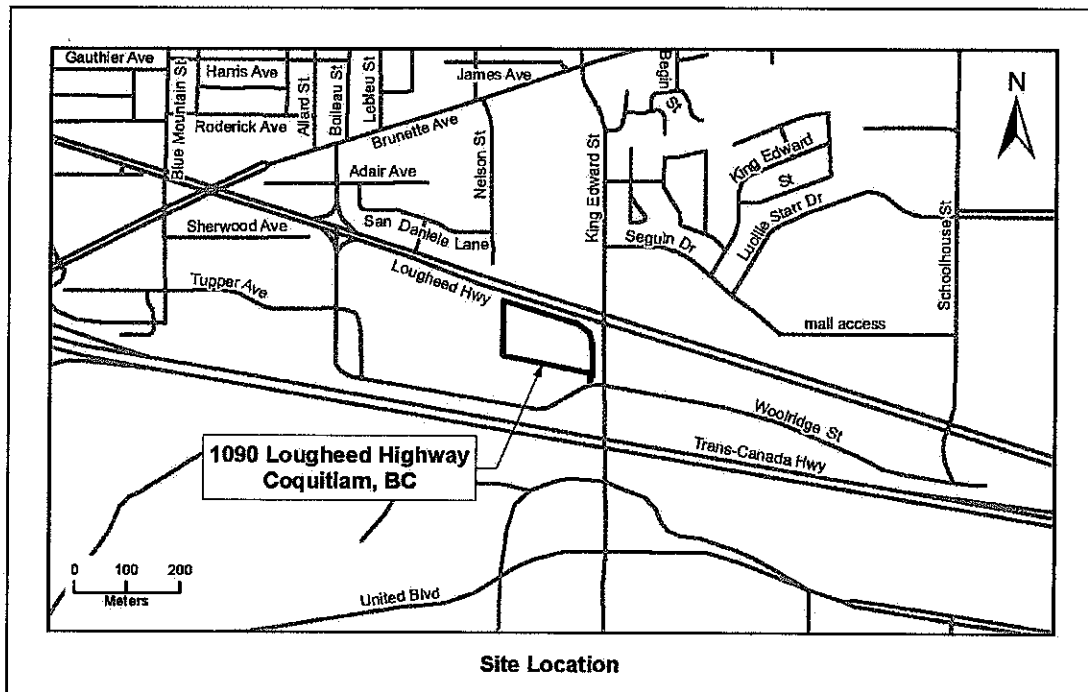 Gauthier Ave
Harris Ave
Blue Mountain St
Allard St
Boileau St
Lebleu St
James Ave
Begin
St
N
Roderick Ave
Brunette Ave
Nelson St
King Edward St
King Edward
St
Adair Ave
Sherwood Ave
San Daniele Lane
Seguin Dr
Lucille Starr Dr
Schoolhouse St
Lougheed Hwy
Tupper Ave
mall access
Woolridge St
Trans-Canada Hwy
1090 Lougheed Highway
Coquitlam, BC
0 100 200
Meters
United Blvd
Site Location